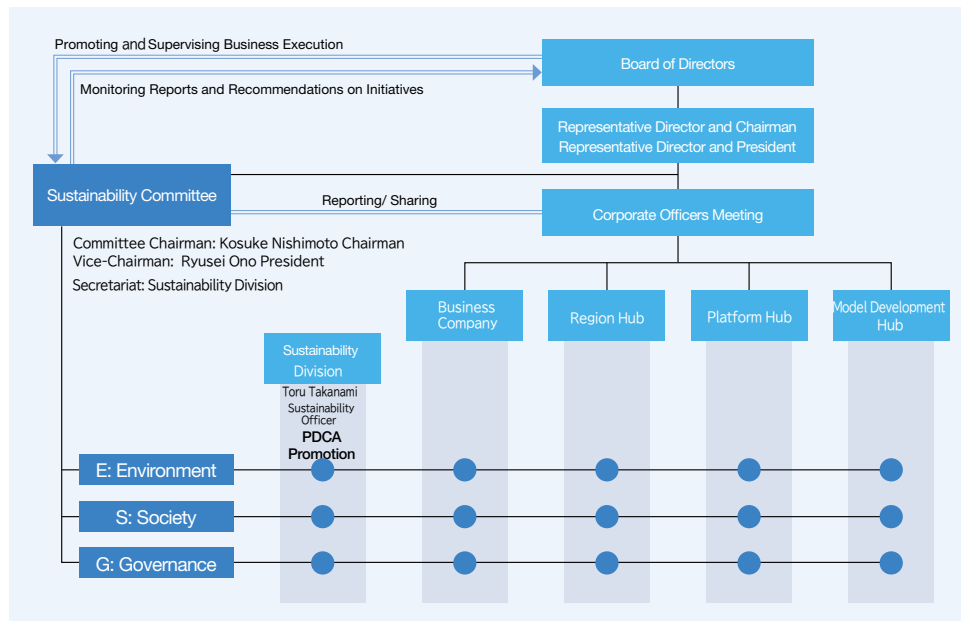 Promoting and Supervising Business Execution
Board of Directors
Monitoring Reports and Recommendations on Initiatives
Representative Director and Chairman
Representative Director and President
Sustainability Committee
Reporting/ Sharing
Corporate Officers Meeting
Committee Chairman: Kosuke Nishimoto Chairman
Vice-Chairman: Ryusei Ono President
Secretariat: Sustainability Division
Business
Company
Region Hub
Platform Hub
Model Development
Hub
Sustainability
Division
Toru Takanami
Sustainability
Officer
PDCA
Promotion
E: Environment
S: Society
G: Governance